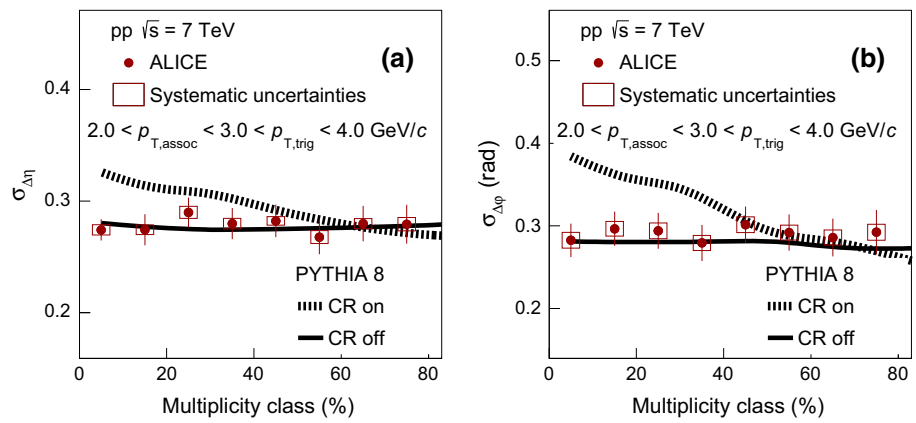 pp √s = 7 TeV
(a)
ALICE
Systematic uncertainties
2.0 < pT,assoc < 3.0 < pT,trig < 4.0 GeV/c
PYTHIA 8
CR on
CR off
σΔη
0.4
0.3
0.2
0 20 40 60 80
Multiplicity class (%)
pp √s = 7 TeV
(b)
ALICE
Systematic uncertainties
2.0 < pT,assoc < 3.0 < pT,trig < 4.0 GeV/c
PYTHIA 8
CR on
CR off
σΔφ (rad)
0.5
0.4
0.3
0.2
0 20 40 60 80
Multiplicity class (%)